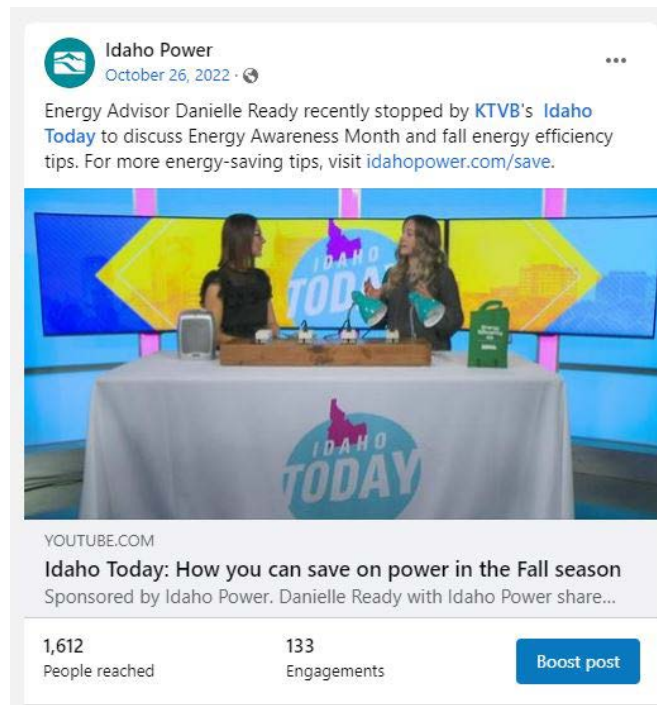 Idaho Power
October 26, 2022 ·
Energy Advisor Danielle Ready recently stopped by KTVB's Idaho
Today to discuss Energy Awareness Month and fall energy efficiency
tips. For more energy-saving tips, visit idahopower.com/save.
IDAHO
TODAY
IDAHO
TODAY
YOUTUBE.COM
Idaho Today: How you can save on power in the Fall season
Sponsored by Idaho Power. Danielle Ready with Idaho Power share...
1,612
133
People reached
Engagements
Boost post